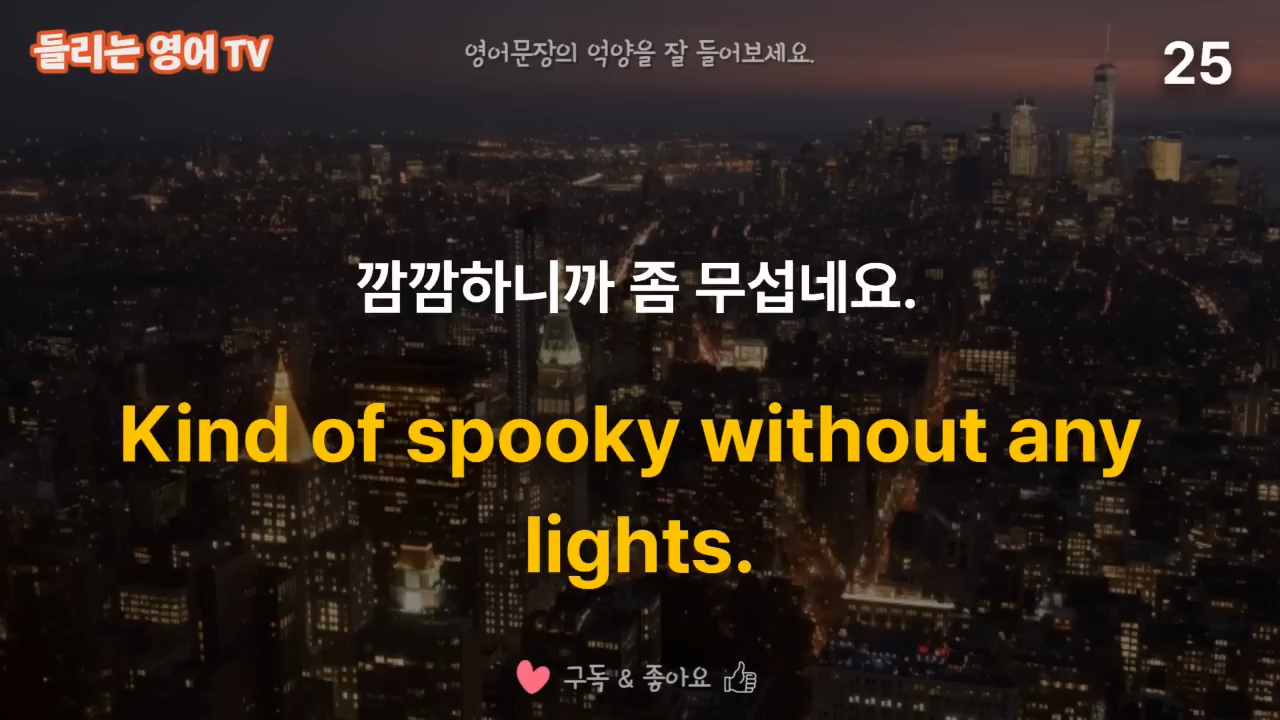 들리는 영어 TV
영어문장의 억양을 잘 들어보세요.
25
깜깜하니까 좀 무섭네요.
Kind of spooky without any
lights.
구독 & 좋아요